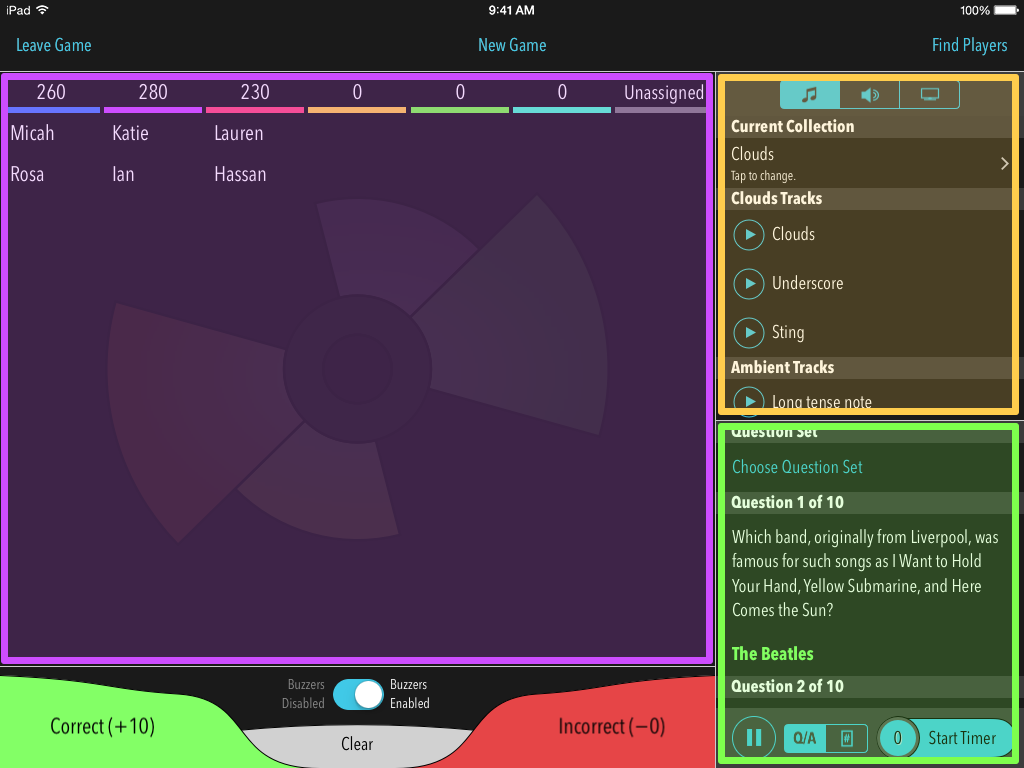 iPad 9:41 AM 100%
Leave Game New Game Find Players
260 280 230 0 0 0 Unassigned
Micah Katie Lauren
Rosa Ian Hassan
Current Collection
Clouds
Tap to change.
Clouds Tracks
Clouds
Underscore
Sting
Ambient Tracks
Long tense note
Question Set
Choose Question Set
Question 1 of 10
Which band, originally from Liverpool, was
famous for such songs as I Want to Hold
Your Hand, Yellow Submarine, and Here
Comes the Sun?
The Beatles
Question 2 of 10
Q/A # 0 Start Timer
Buzzers
Disabled
Buzzers
Enabled
Correct (+10)
Clear
Incorrect (−0)